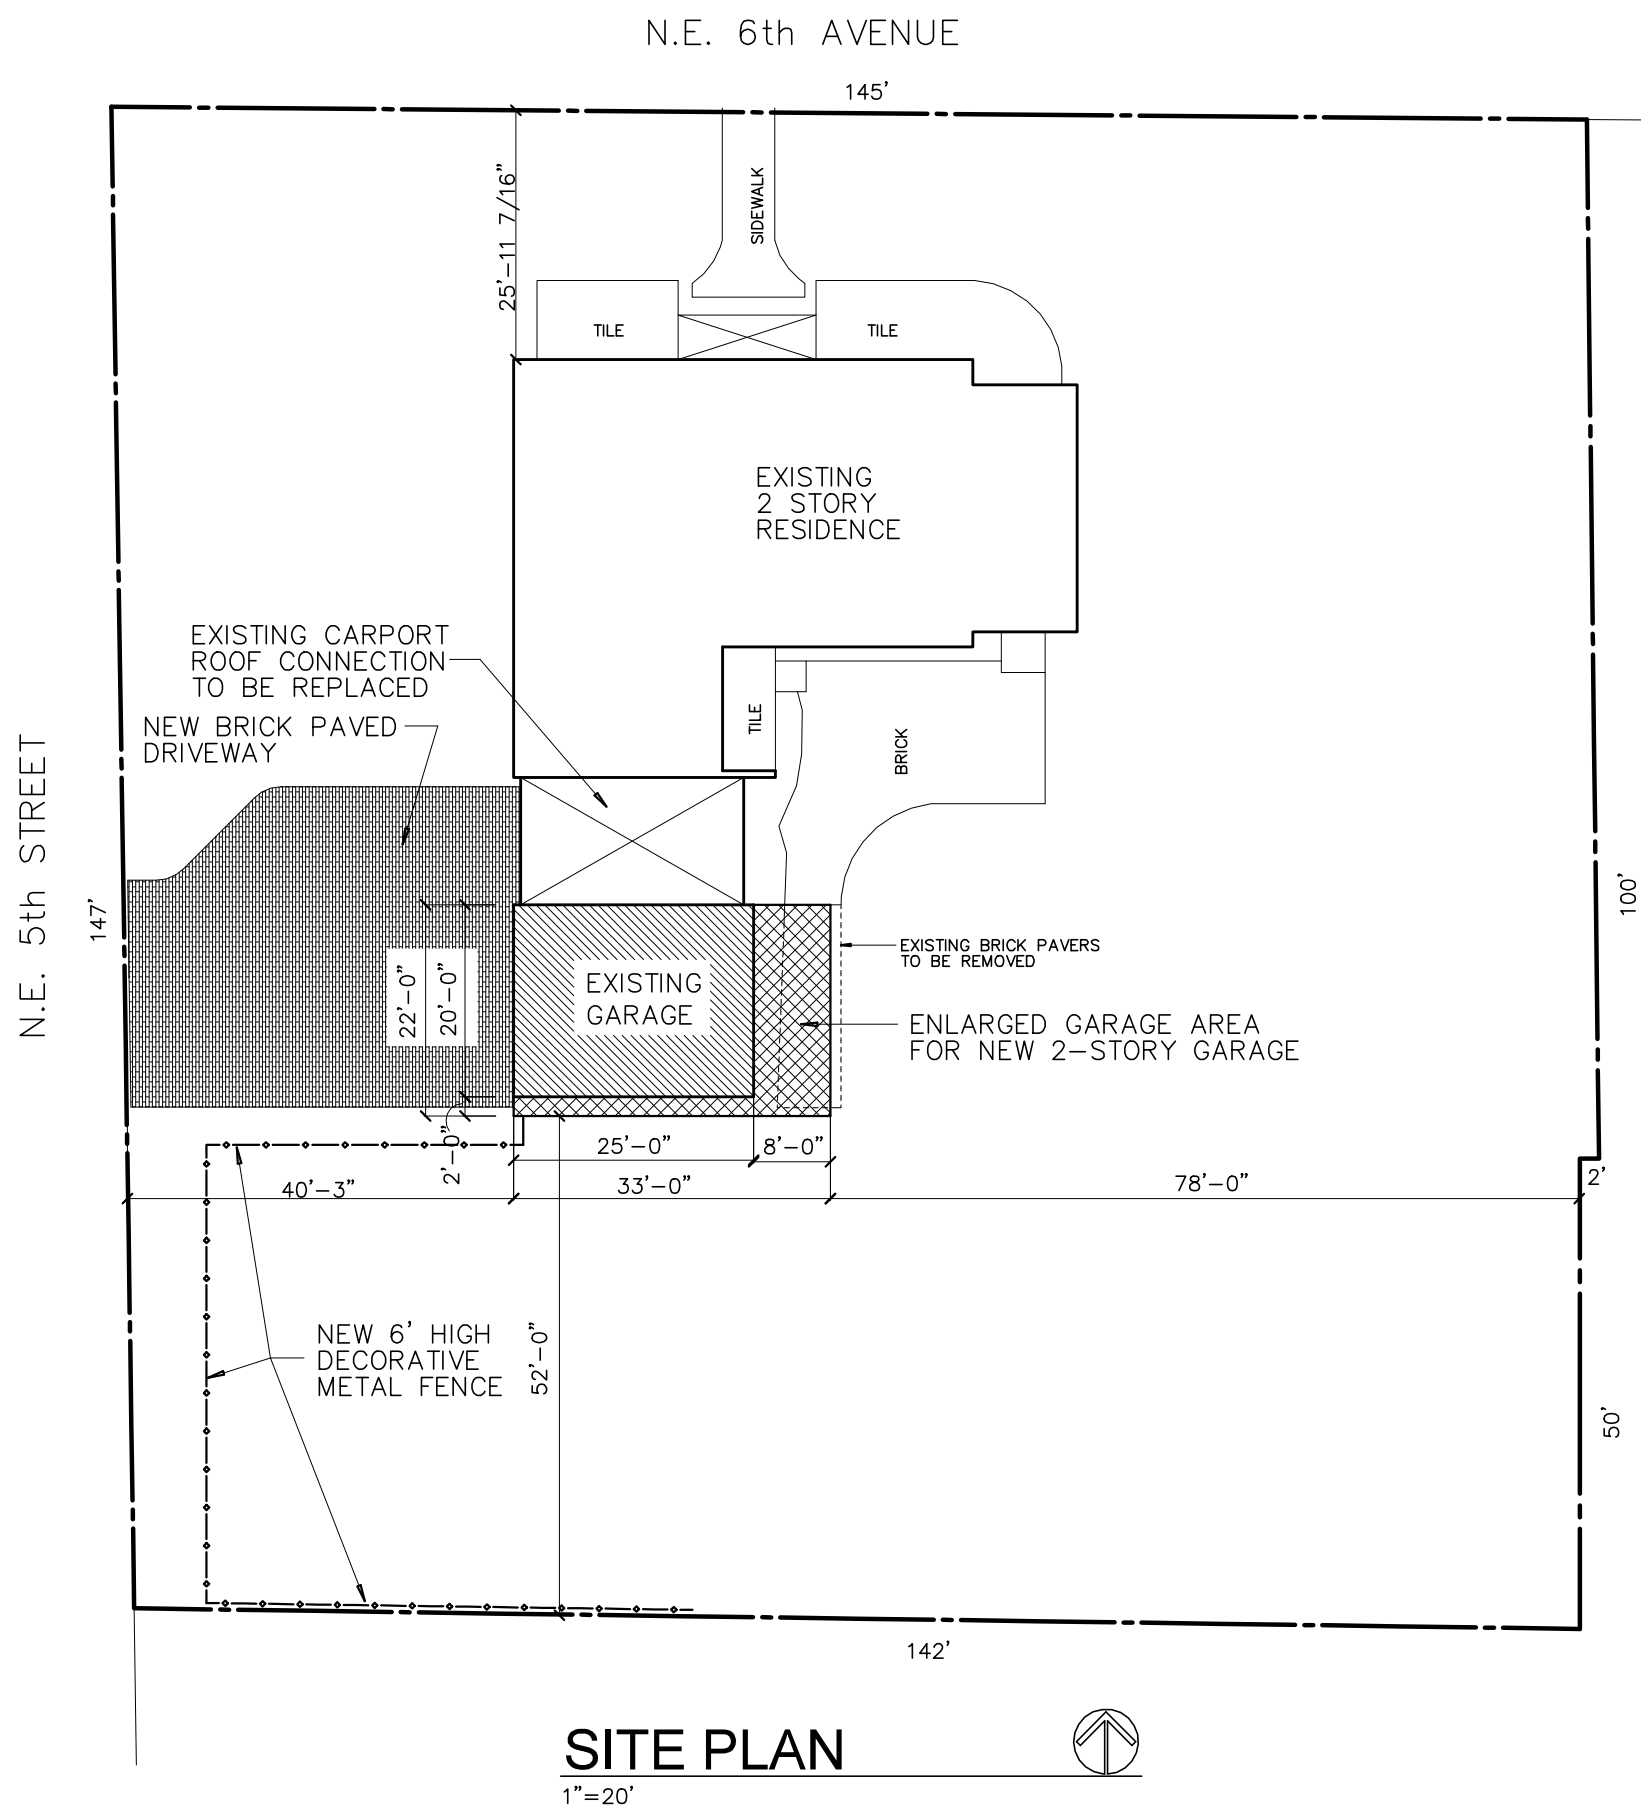 N.E. 6th AVENUE
145'
25'-11 7/16"
SIDEWALK
TILE
TILE
EXISTING
2 STORY
RESIDENCE
EXISTING CARPORT
ROOF CONNECTION
TO BE REPLACED
NEW BRICK PAVED
DRIVEWAY
TILE
BRICK
N.E. 5th STREET
147'
100'
22'-0"
20'-0"
EXISTING
GARAGE
EXISTING BRICK PAVERS
TO BE REMOVED
ENLARGED GARAGE AREA
FOR NEW 2-STORY GARAGE
2'-0"
25'-0"
8'-0"
40'-3"
33'-0"
78'-0"
2'
NEW 6' HIGH
DECORATIVE
METAL FENCE
52'-0"
50'
142'
SITE PLAN
1"=20'